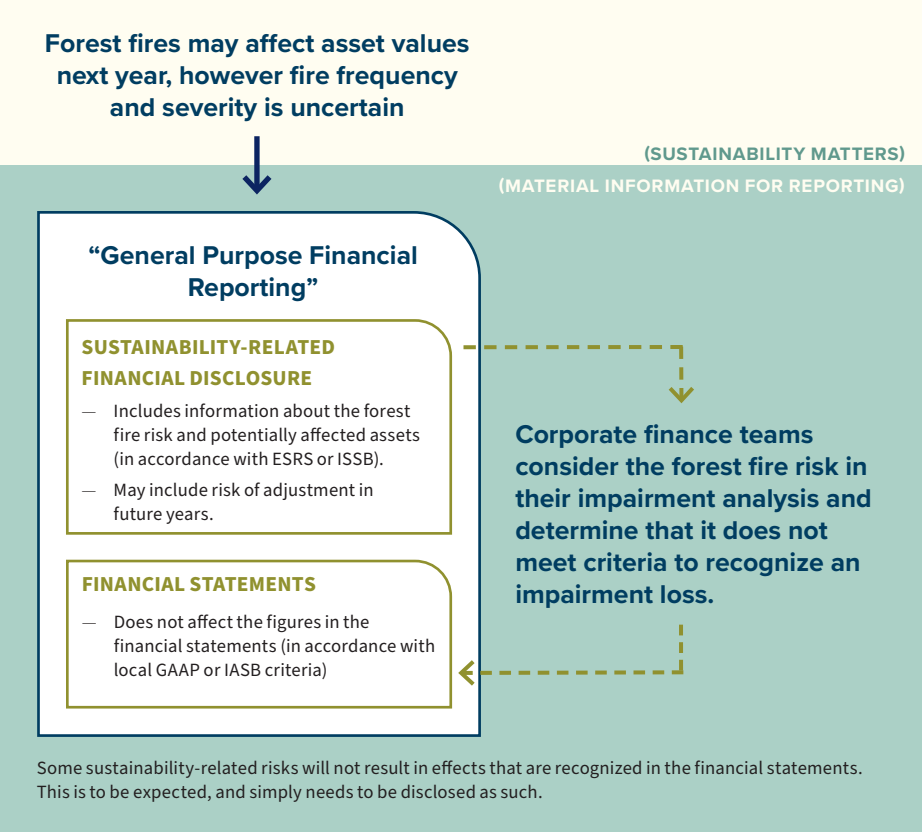 Forest fires may affect asset values
next year, however fire frequency
and severity is uncertain
(SUSTAINABILITY MATTERS)
(MATERIAL INFORMATION FOR REPORTING)
“General Purpose Financial
Reporting”
SUSTAINABILITY-RELATED
FINANCIAL DISCLOSURE
— Includes information about the forest
fire risk and potentially affected assets
(in accordance with ESRS or ISSB).
— May include risk of adjustment in
future years.
Corporate finance teams
consider the forest fire risk in
their impairment analysis and
determine that it does not
meet criteria to recognize an
impairment loss.
FINANCIAL STATEMENTS
— Does not affect the figures in the
financial statements (in accordance with
local GAAP or IASB criteria)
Some sustainability-related risks will not result in effects that are recognized in the financial statements.
This is to be expected, and simply needs to be disclosed as such.